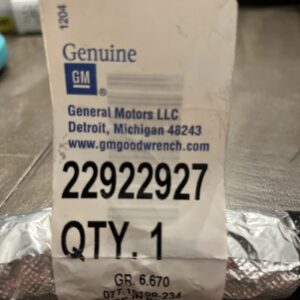 1204
Genuine
GM
®
General Motors LLC
Detroit, Michigan 48243
www.gmgoodwrench.com
22922927
QTY. 1
GR. 6.670